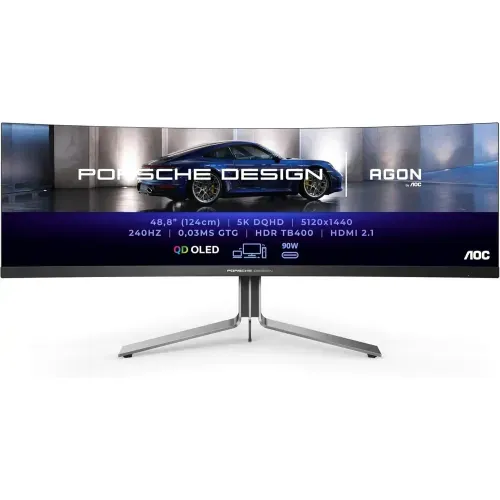 PORSCHE DESIGN | AGON
by AOC
48,8" (124cm) | 5K DQHD | 5120x1440
240HZ | 0,03MS GTG | HDR TB400 | HDMI 2.1
QD OLED
90W
AOC
PORSCHE DESIGN